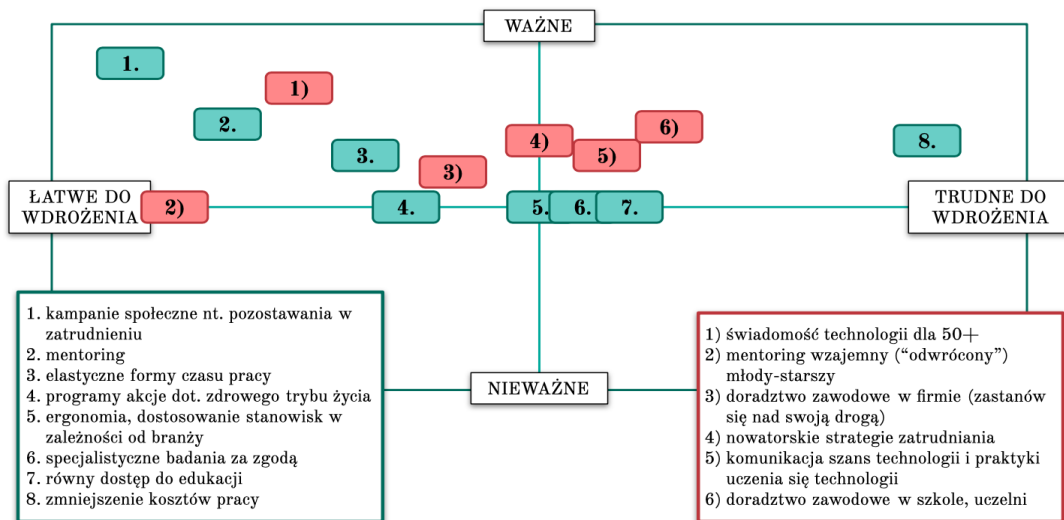 WAŻNE
1.
1)
2.
6)
4)
8.
3.
5)
3)
ŁATWE DO
WDROŻENIA
2)
4.
5.
6.
7.
TRUDNE DO
WDROŻENIA
NIEWAŻNE
1. kampanie społeczne nt. pozostawania w
zatrudnieniu
2. mentoring
3. elastyczne formy czasu pracy
4. programy akcje dot. zdrowego trybu życia
5. ergonomia, dostosowanie stanowisk w
zależności od branży
6. specjalistyczne badania za zgodą
7. równy dostęp do edukacji
8. zmniejszenie kosztów pracy
1) świadomość technologii dla 50+
2) mentoring wzajemny (“odwrócony”)
młody-starszy
3) doradztwo zawodowe w firmie (zastanów
się nad swoją drogą)
4) nowatorskie strategie zatrudniania
5) komunikacja szans technologii i praktyki
uczenia się technologii
6) doradztwo zawodowe w szkole, uczelni